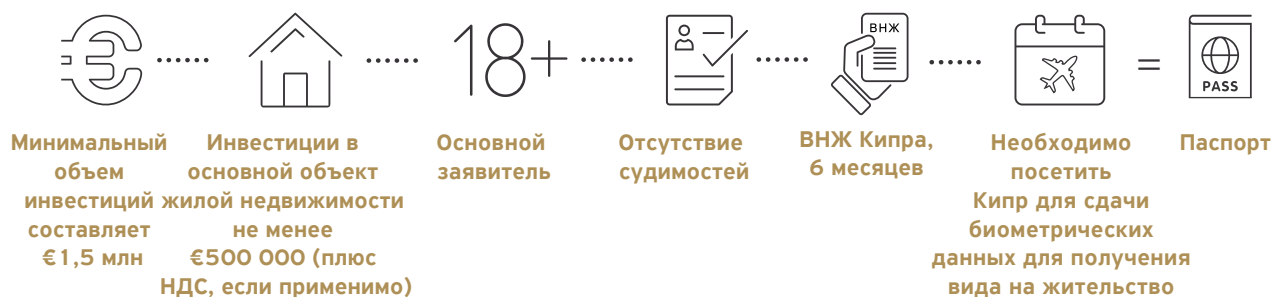 18+
ВНЖ
PASS
Минимальный
объем
инвестиций
составляет
€1,5 млн
Инвестиции в
основной объект
жилой недвижимости
не менее
€500 000 (плюс
НДС, если применимо)
Основной
заявитель
Отсутствие
судимостей
ВНЖ Кипра,
6 месяцев
Необходимо
посетить
Кипр для сдачи
биометрических
данных для получения
вида на жительство
=
Паспорт